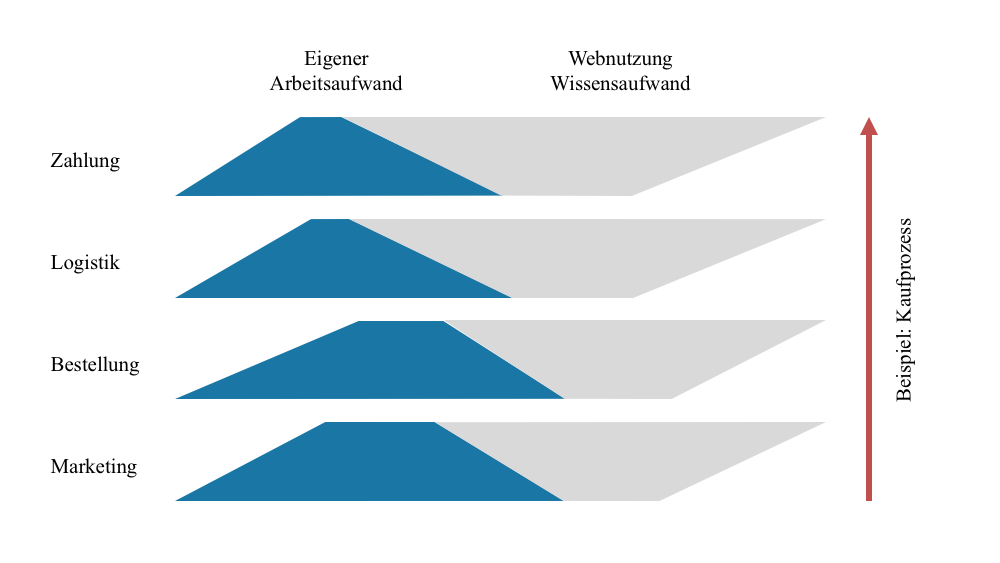 Eigener
Arbeitsaufwand
Webnutzung
Wissensaufwand
Zahlung
Logistik
Bestellung
Marketing
Beispiel: Kaufprozess